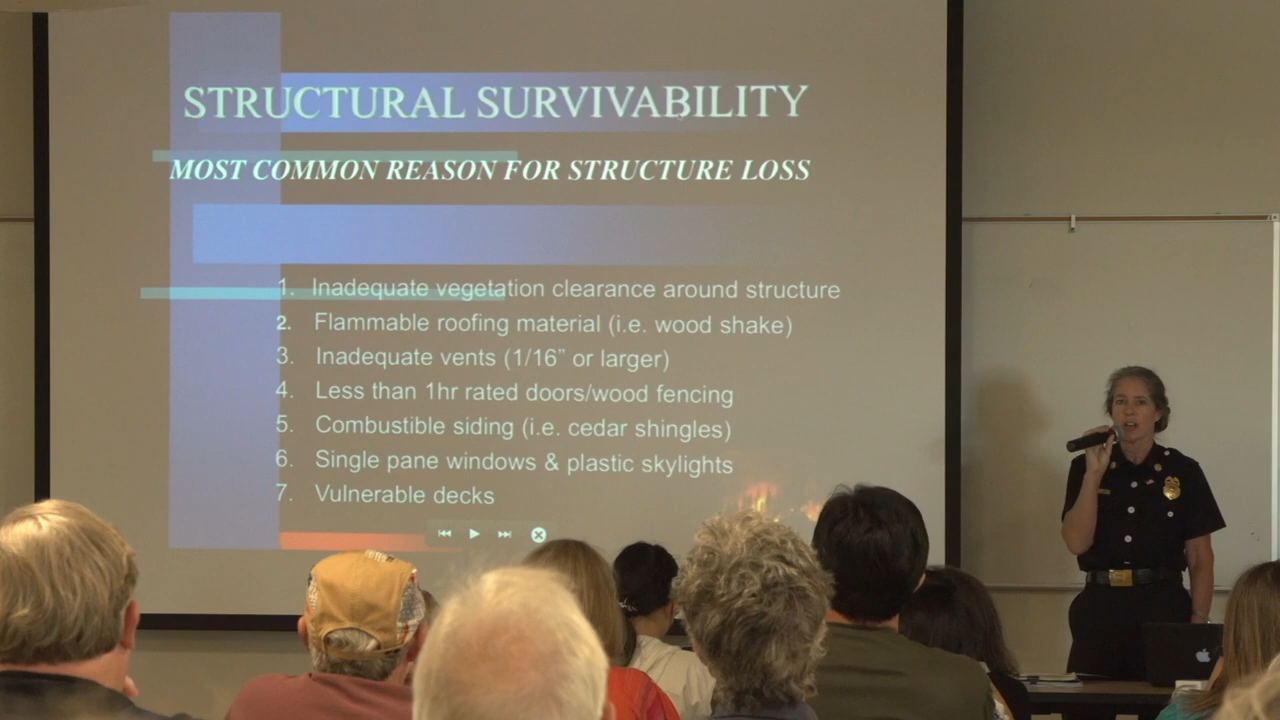 STRUCTURAL SURVIVABILITY
MOST COMMON REASON FOR STRUCTURE LOSS
1. Inadequate vegetation clearance around structure
2. Flammable roofing material (i.e. wood shake)
3. Inadequate vents (1/16” or larger)
4. Less than 1hr rated doors/wood fencing
5. Combustible siding (i.e. cedar shingles)
6. Single pane windows & plastic skylights
7. Vulnerable decks